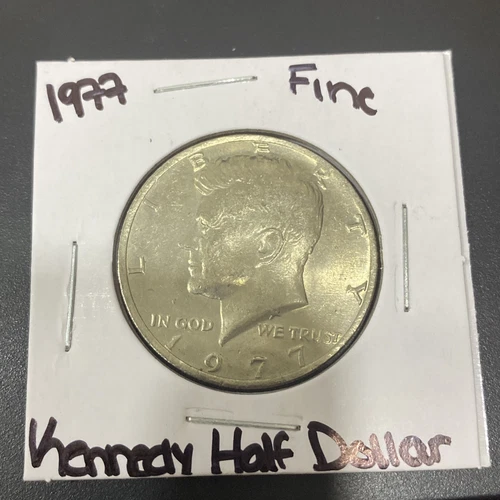 1977 Fine
LIBERTY
IN GOD WE TRUST
1977
Kennedy Half Dollar